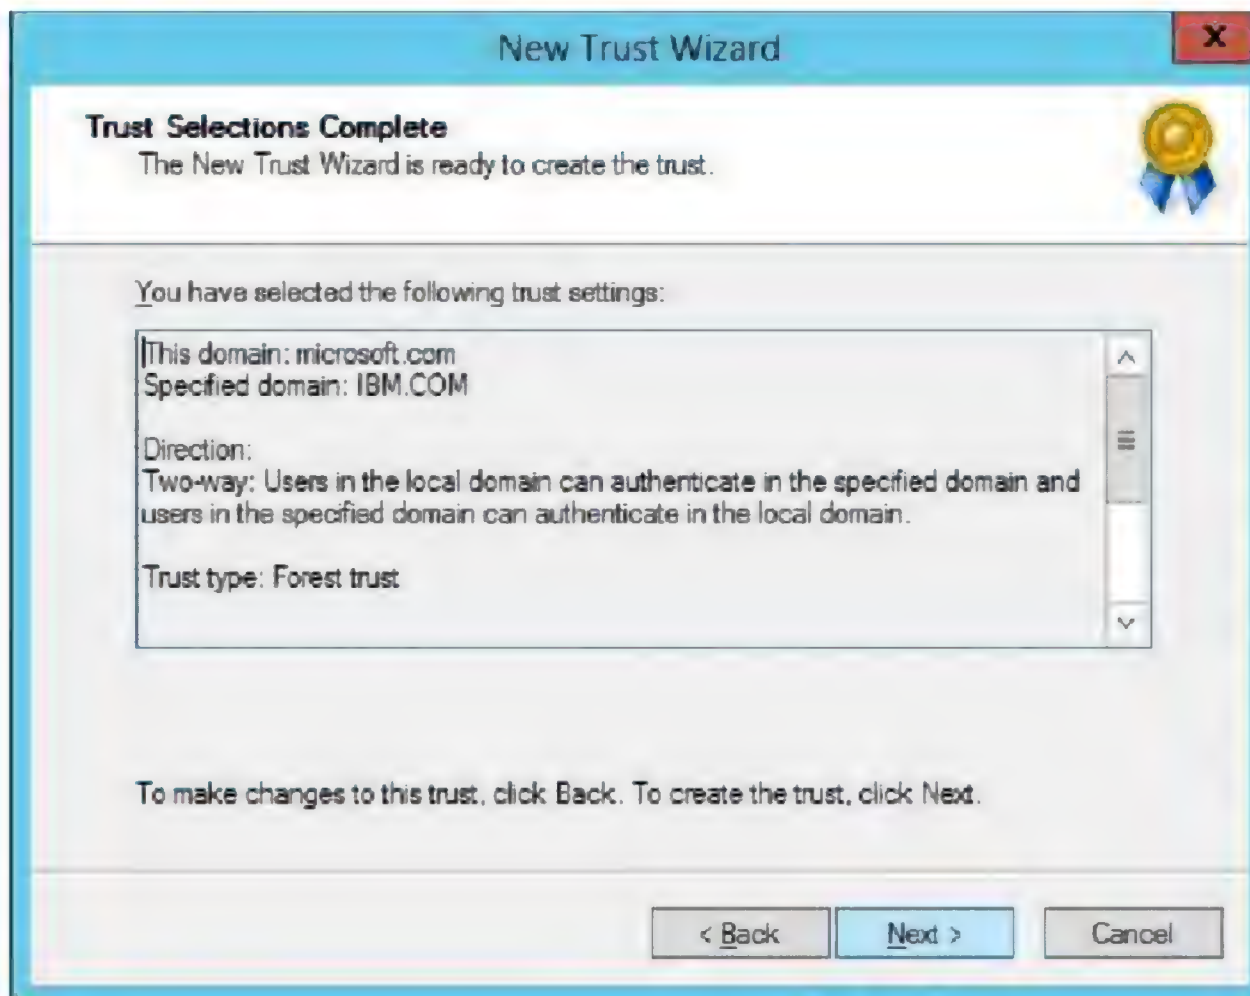 New Trust Wizard
x
Trust Selections Complete
The New Trust Wizard is ready to create the trust.
You have selected the following trust settings:
This domain: microsoft.com
Specified domain: IBM.COM
Direction:
Two-way: Users in the local domain can authenticate in the specified domain and
users in the specified domain can authenticate in the local domain.
Trust type: Forest trust
To make changes to this trust, click Back. To create the trust, click Next.
< Back
Next >
Cancel